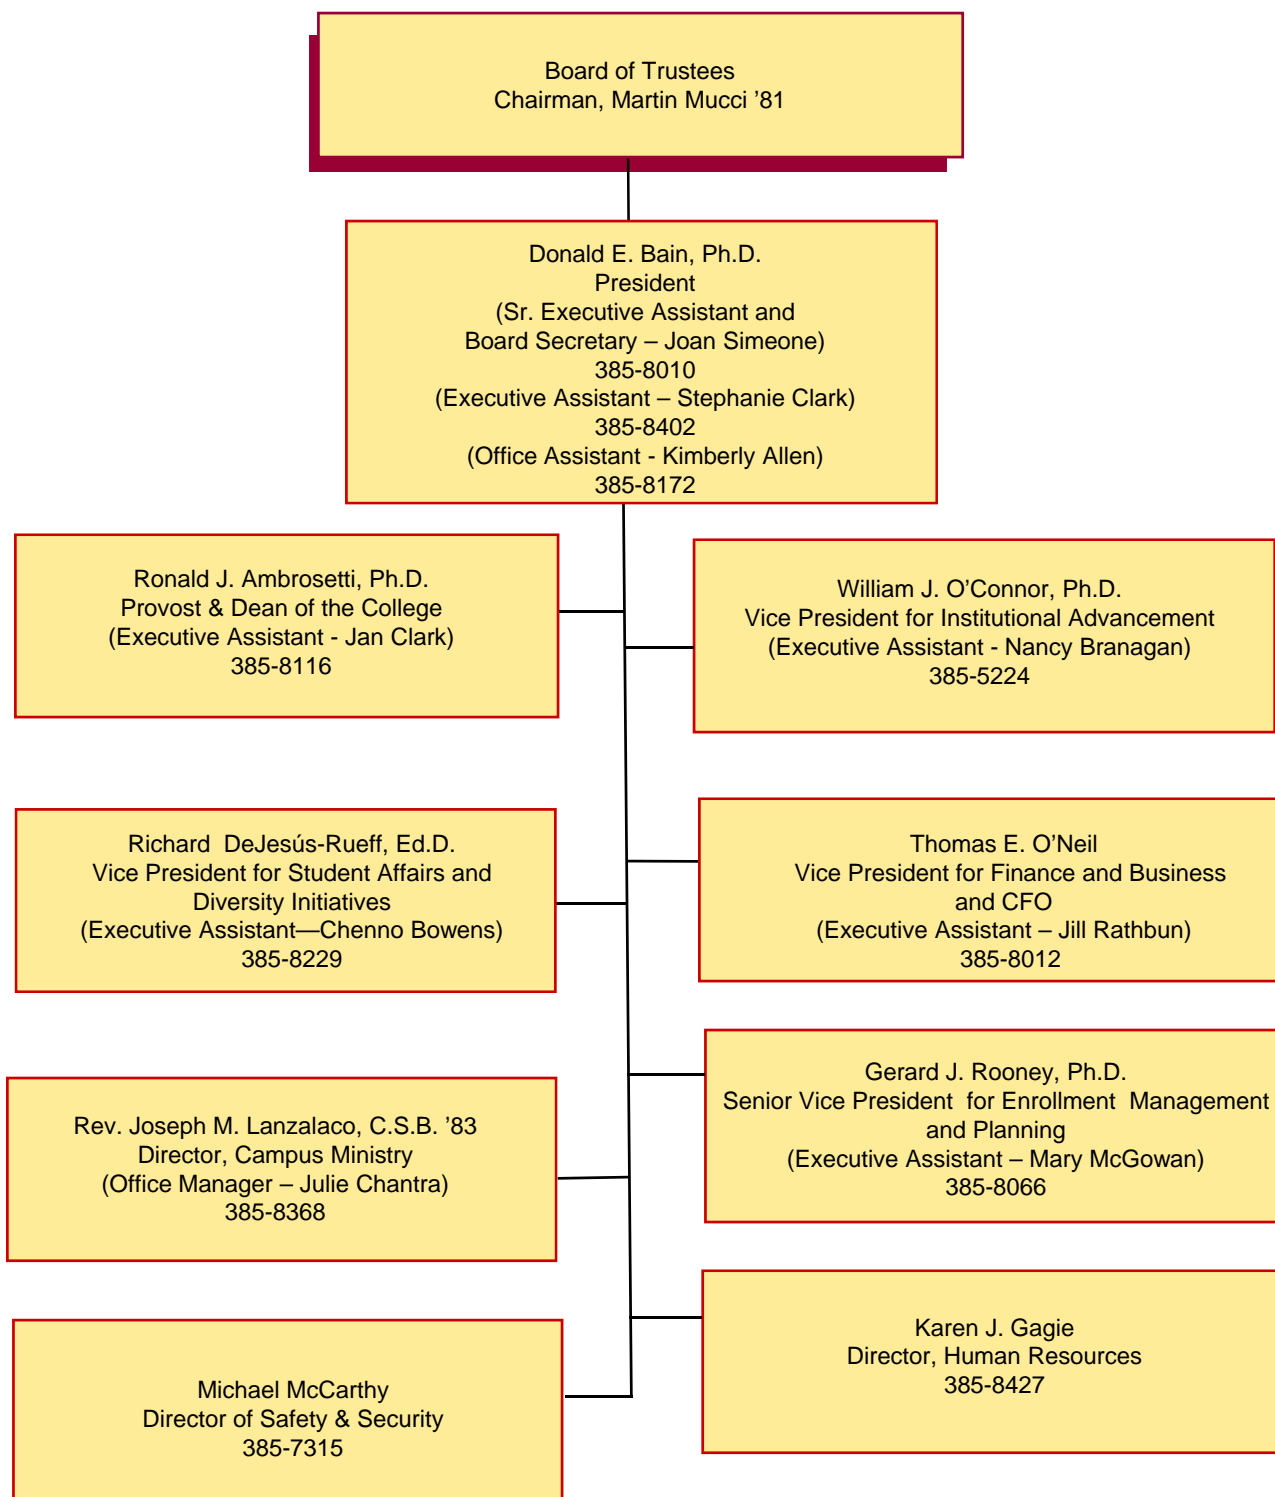 Board of Trustees
Chairman, Martin Mucci '81
Donald E. Bain, Ph.D.
President
(Sr. Executive Assistant and
Board Secretary – Joan Simeone)
385-8010
(Executive Assistant – Stephanie Clark)
385-8402
(Office Assistant - Kimberly Allen)
385-8172
Ronald J. Ambrosetti, Ph.D.
Provost & Dean of the College
(Executive Assistant - Jan Clark)
385-8116
William J. O’Connor, Ph.D.
Vice President for Institutional Advancement
(Executive Assistant - Nancy Branagan)
385-5224
Richard  DeJesús-Rueff, Ed.D.
Vice President for Student Affairs and
Diversity Initiatives
(Executive Assistant—Chenno Bowens)
385-8229
Thomas E. O’Neil
Vice President for Finance and Business
and CFO
(Executive Assistant – Jill Rathbun)
385-8012
Rev. Joseph M. Lanzalaco, C.S.B. '83
Director, Campus Ministry
(Office Manager – Julie Chantra)
385-8368
Gerard J. Rooney, Ph.D.
Senior Vice President  for Enrollment  Management
and Planning
(Executive Assistant – Mary McGowan)
385-8066
Michael McCarthy
Director of Safety & Security
385-7315
Karen J. Gagie
Director, Human Resources
385-8427